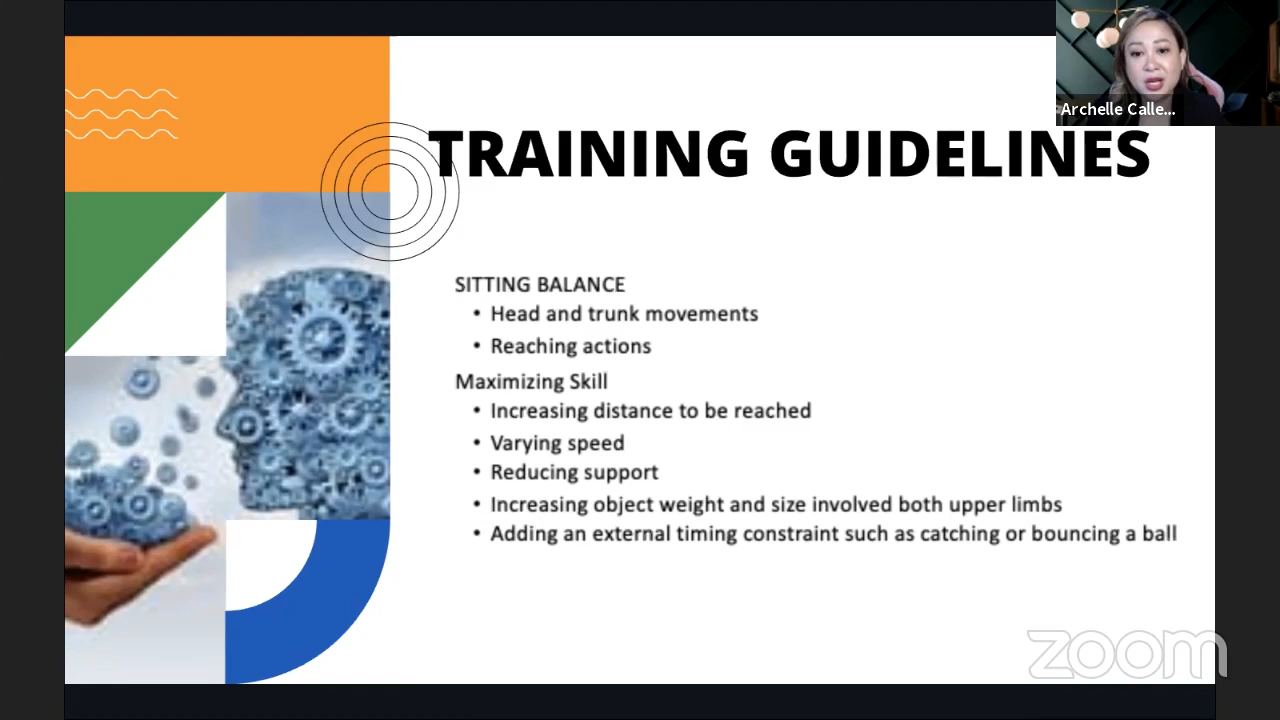 Archelle Calle...
TRAINING GUIDELINES
SITTING BALANCE
• Head and trunk movements
• Reaching actions
Maximizing Skill
• Increasing distance to be reached
• Varying speed
• Reducing support
• Increasing object weight and size involved both upper limbs
• Adding an external timing constraint such as catching or bouncing a ball
zoom